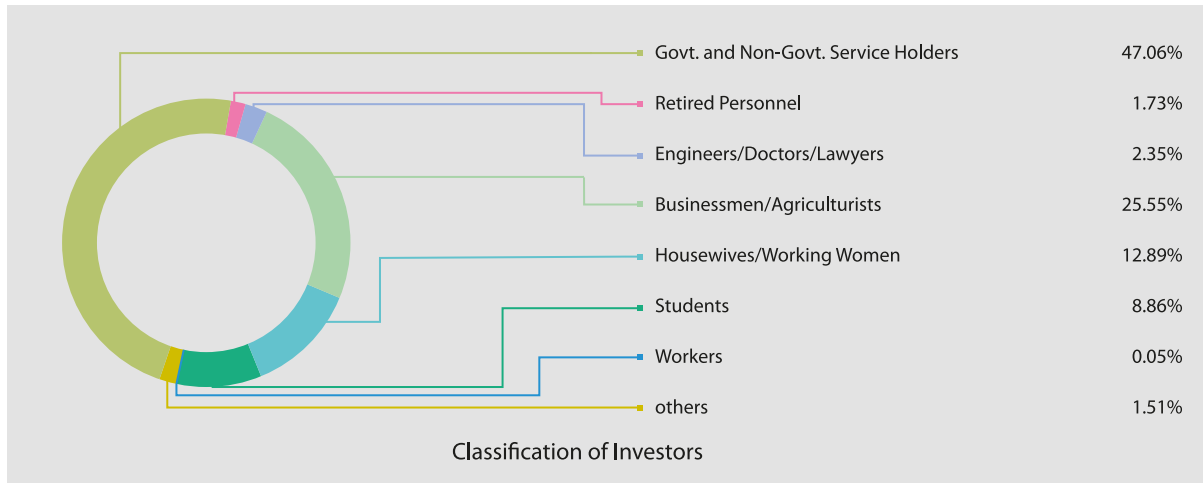 Govt. and Non-Govt. Service Holders 47.06%
Retired Personnel 1.73%
Engineers/Doctors/Lawyers 2.35%
Businessmen/Agriculturists 25.55%
Housewives/Working Women 12.89%
Students 8.86%
Workers 0.05%
others 1.51%
Classification of Investors